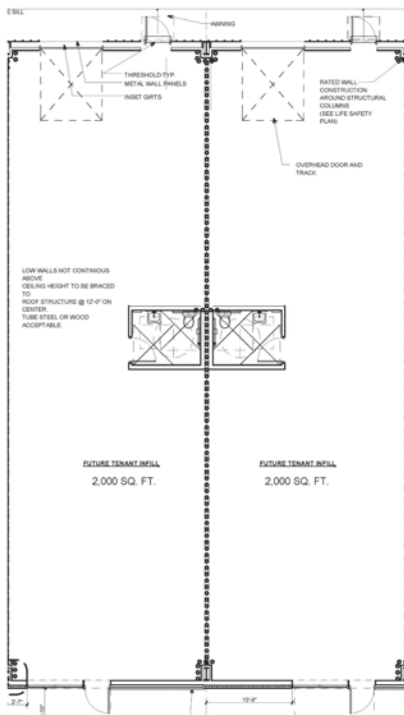 E SILL
AWNING
THRESHOLD-TYP.
METAL WALL PANELS
INSET GIRTS
RATED WALL
CONSTRUCTION
AROUND STRUCTURAL
COLUMNS
(SEE LIFE SAFETY
PLAN)
OVERHEAD DOOR AND
TRACK
LOW WALLS NOT CONTINIOUS
ABOVE
CEILING HEIGHT TO BE BRACED
TO
ROOF STRUCTURE @ 12'-0" ON
CENTER.
TUBE STEEL OR WOOD
ACCEPTABLE.
FUTURE TENANT INFILL
2,000 SQ. FT.
FUTURE TENANT INFILL
2,000 SQ. FT.
2'-7"
10'-9"